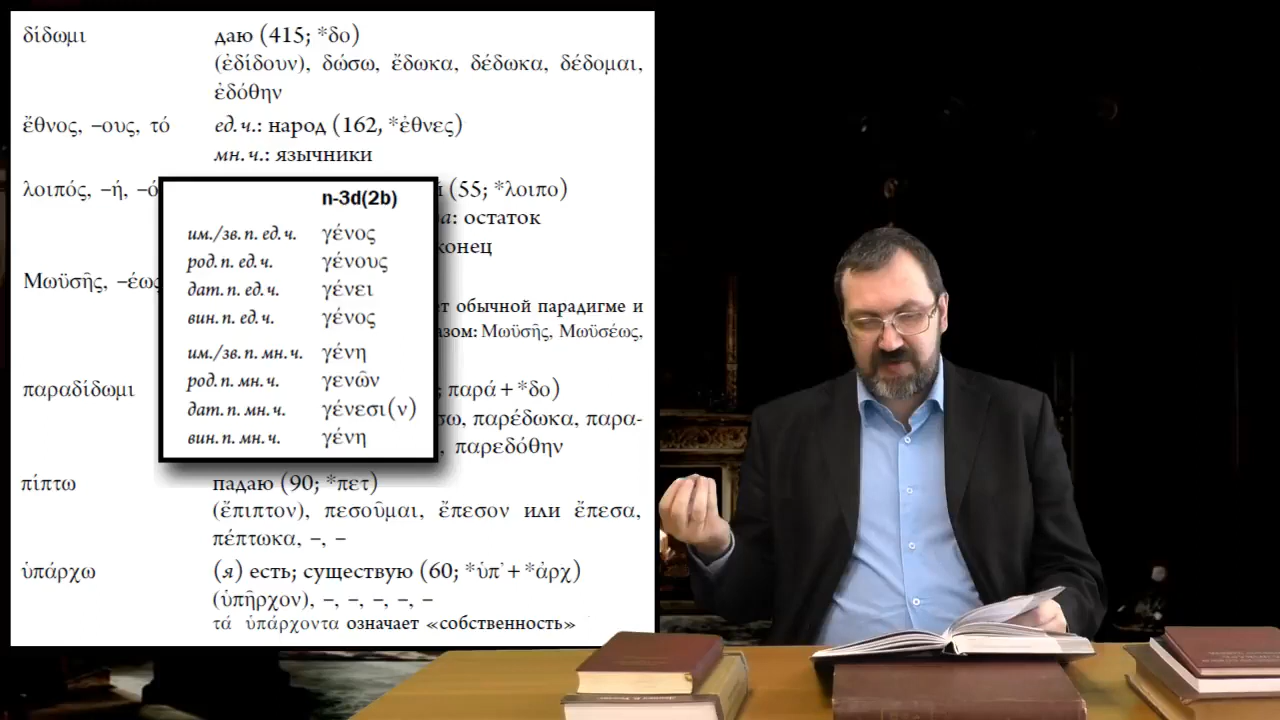 δίδωμι даю (415; *δο)
(ἐδίδουν), δώσω, ἔδωκα, δέδωκα, δέδομαι,
ἐδόθην
ἔθνος, –ους, τό ед.ч.: народ (162, *ἐθνες)
мн.ч.: язычники
λοιπός, –ή, –ό (55; *λοιπο)
: остаток
конец
Μωϋσῆς, –έως
обычной парадигме и
Μωϋσῆς, Μωϋσέως,
παραδίδωμι παρά + *δο)
παρέδωκα, παρα-
παρεδόθην
πίπτω падаю (90; *πετ)
(ἔπιπτον), πεσοῦμαι, ἔπεσον или ἔπεσα,
πέπτωκα, –, –
ὑπάρχω (я) есть; существую (60; *ὑπ᾿ + *ἀρχ)
(ὑπῆρχον), –, –, –, –, –
τά ὑπάρχοντα означает «собственность»
n-3d(2b)
им./зв. п. ед. ч. γένος
род. п. ед. ч. γένους
дат. п. ед. ч. γένει
вин. п. ед. ч. γένος
им./зв. п. мн. ч. γένη
род. п. мн. ч. γενῶν
дат. п. мн. ч. γένεσι(ν)
вин. п. мн. ч. γένη